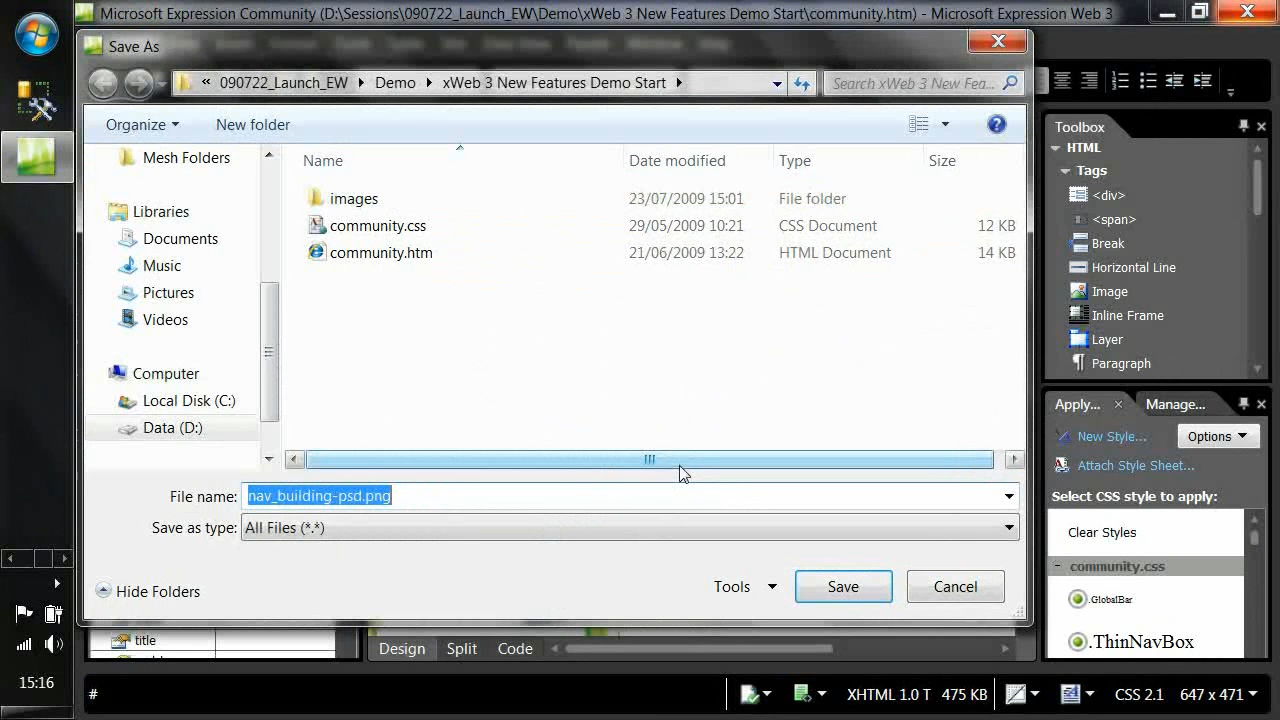 Microsoft Expression Community (D:\Sessions\090722_Launch_EW\Demo\xWeb 3 New Features Demo Start\community.htm) - Microsoft Expression Web 3
Save As
« 090722_Launch_EW Demo xWeb 3 New Features Demo Start
Search xWeb 3 New Fea...
Organize
New folder
Mesh Folders
Libraries
Documents
Music
Pictures
Videos
Computer
Local Disk (C:)
Data (D:)
Name Date modified Type Size
images 23/07/2009 15:01 File folder
community.css 29/05/2009 10:21 CSS Document 12 KB
community.htm 21/06/2009 13:22 HTML Document 14 KB
File name: nav_building-psd.png
Save as type: All Files (*.*)
Hide Folders
Tools
Save
Cancel
Toolbox
HTML
Tags
<div>
<span>
Break
Horizontal Line
Image
Inline Frame
Layer
Paragraph
Apply...
Manage...
New Style...
Options
Attach Style Sheet...
Select CSS style to apply:
Clear Styles
community.css
.GlobalBar
.ThinNavBox
title
Design
Split
Code
15:16
#
XHTML 1.0 T
475 KB
CSS 2.1
647 x 471